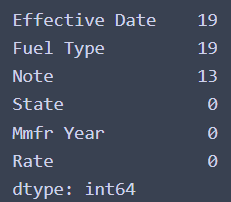 Effective Date    19
Fuel Type         19
Note              13
State              0
Mmfr Year          0
Rate               0
dtype: int64